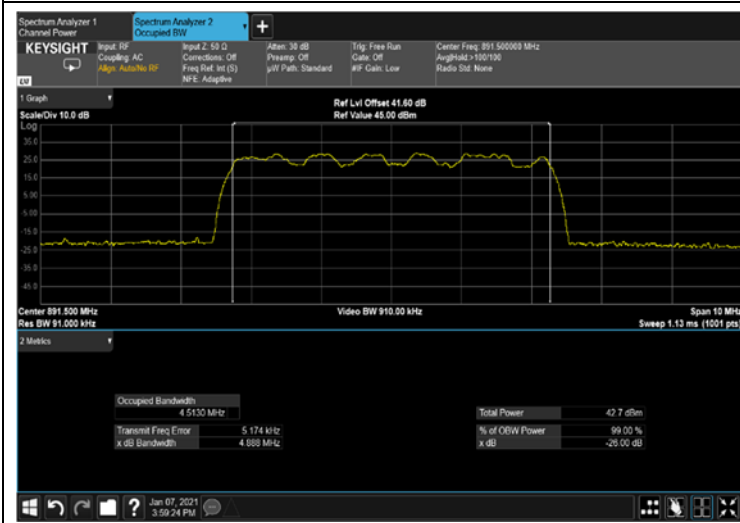 Spectrum Analyzer 1
Channel Power
Spectrum Analyzer 2
Occupied BW
+
KEYSIGHT
Input: RF
Coupling: AC
Align: Auto/No RF
Input Z: 50 Ω
Corrections: Off
Freq Ref: Int (S)
NFE: Adaptive
Atten: 30 dB
Preamp: Off
µW Path: Standard
Trig: Free Run
Gate: Off
#IF Gain: Low
Center Freq: 891.500000 MHz
Avg|Hold:>100/100
Radio Std: None
1 Graph
Scale/Div 10.0 dB
Ref Lvl Offset 41.60 dB
Ref Value 45.00 dBm
Log
35.0
25.0
15.0
5.00
-5.00
-15.0
-25.0
-35.0
-45.0
Center 891.500 MHz
Res BW 91.000 kHz
Video BW 910.00 kHz
Span 10 MHz
Sweep 1.13 ms (1001 pts)
2 Metrics
Occupied Bandwidth
4.5130 MHz
Transmit Freq Error 5.174 kHz
x dB Bandwidth 4.888 MHz
Total Power 42.7 dBm
% of OBW Power 99.00 %
x dB -26.00 dB
?
Jan 07, 2021
3:59:24 PM